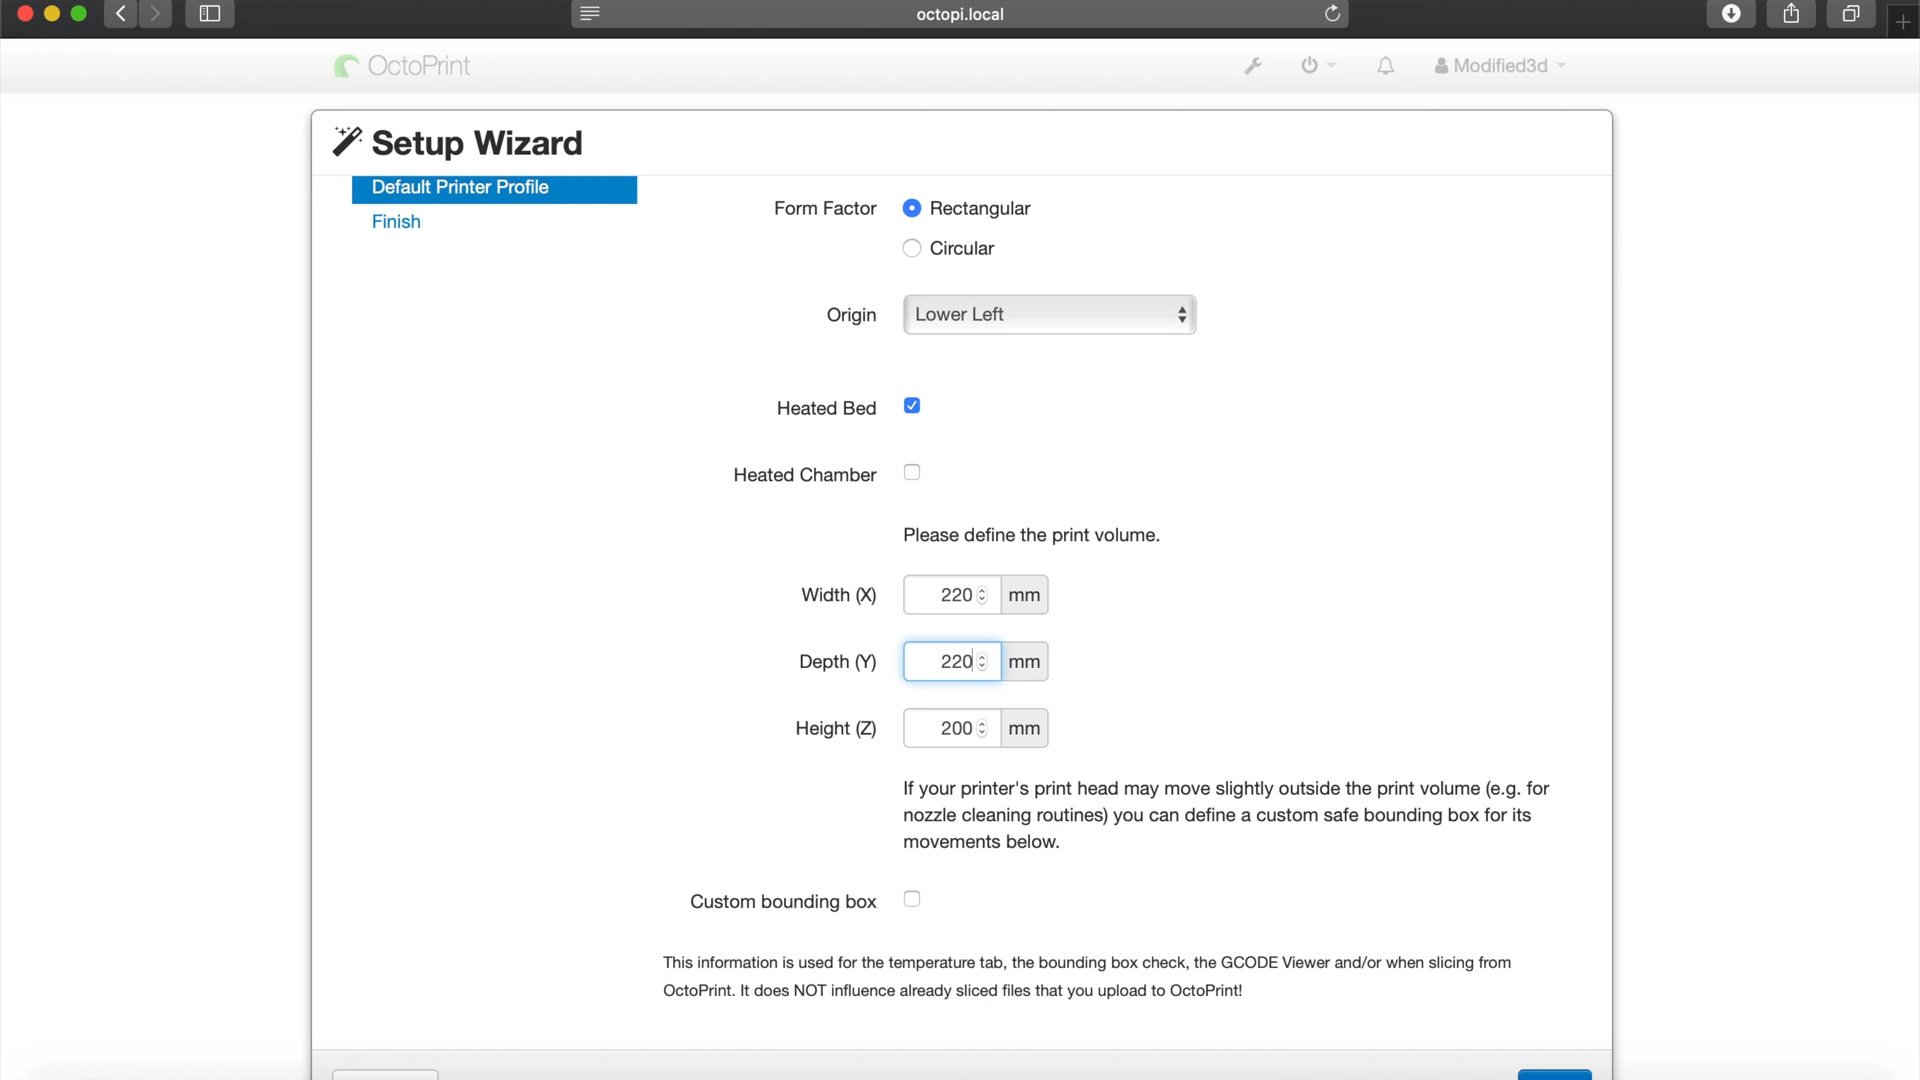 octopi.local
OctoPrint
Modified3d
Setup Wizard
Default Printer Profile
Finish
Form Factor
Rectangular
Circular
Origin
Lower Left
Heated Bed
Heated Chamber
Please define the print volume.
Width (X)
220
mm
Depth (Y)
220
mm
Height (Z)
200
mm
If your printer's print head may move slightly outside the print volume (e.g. for
nozzle cleaning routines) you can define a custom safe bounding box for its
movements below.
Custom bounding box
This information is used for the temperature tab, the bounding box check, the GCODE Viewer and/or when slicing from
OctoPrint. It does NOT influence already sliced files that you upload to OctoPrint!